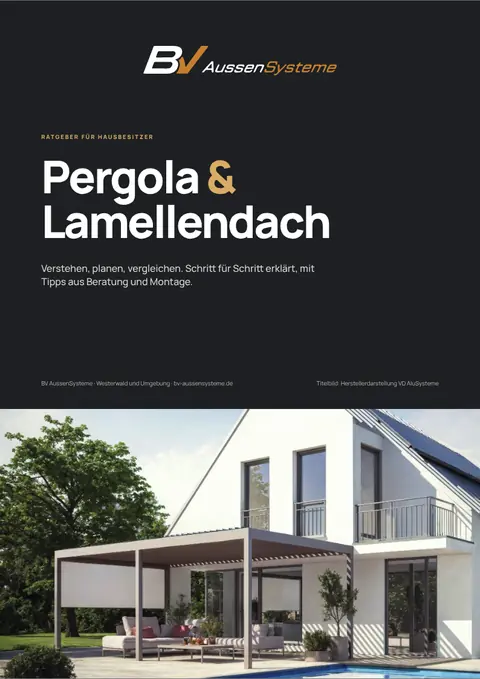 BV AussenSysteme
RATGEBER FÜR HAUSBESITZER
Pergola &
Lamellendach
Verstehen, planen, vergleichen. Schritt für Schritt erklärt, mit
Tipps aus Beratung und Montage.
BV AussenSysteme · Westerwald und Umgebung · bv-aussensysteme.de
Titelbild: Herstellerdarstellung VD AluSysteme